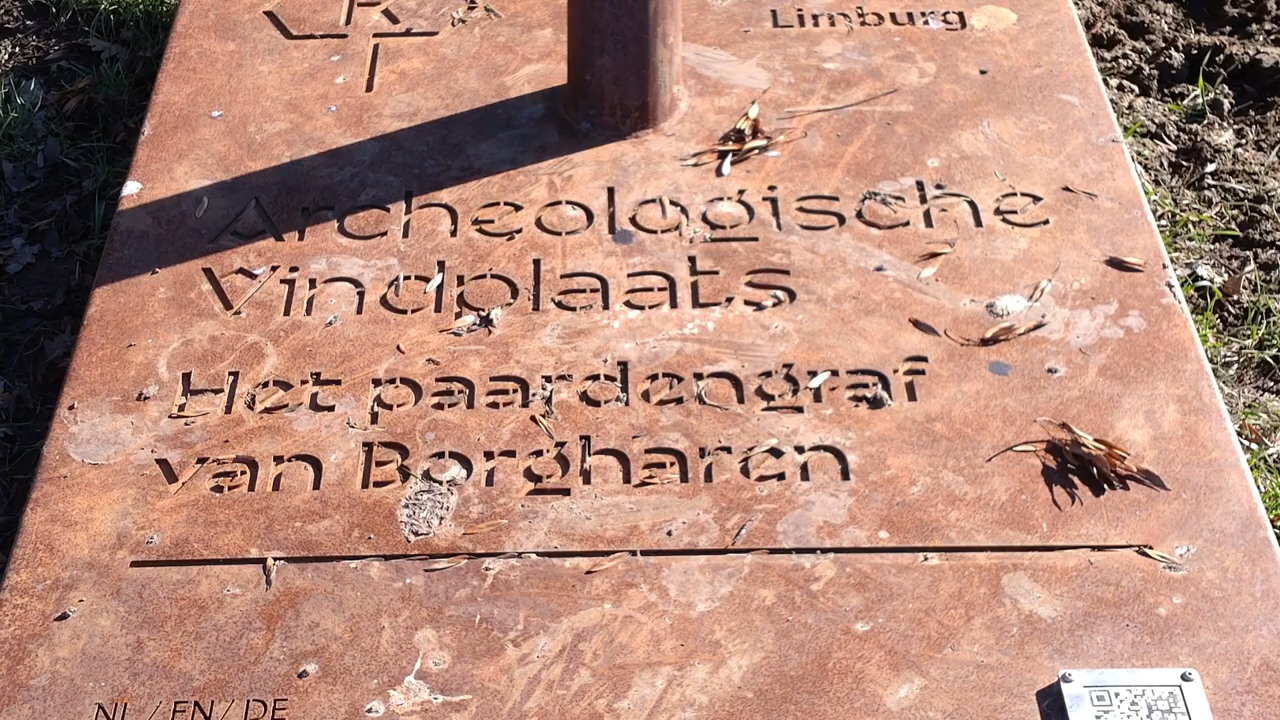 Limburg
Archeologische
Vindplaats
Het paardengraf
van Borgharen
NL / EN / DE